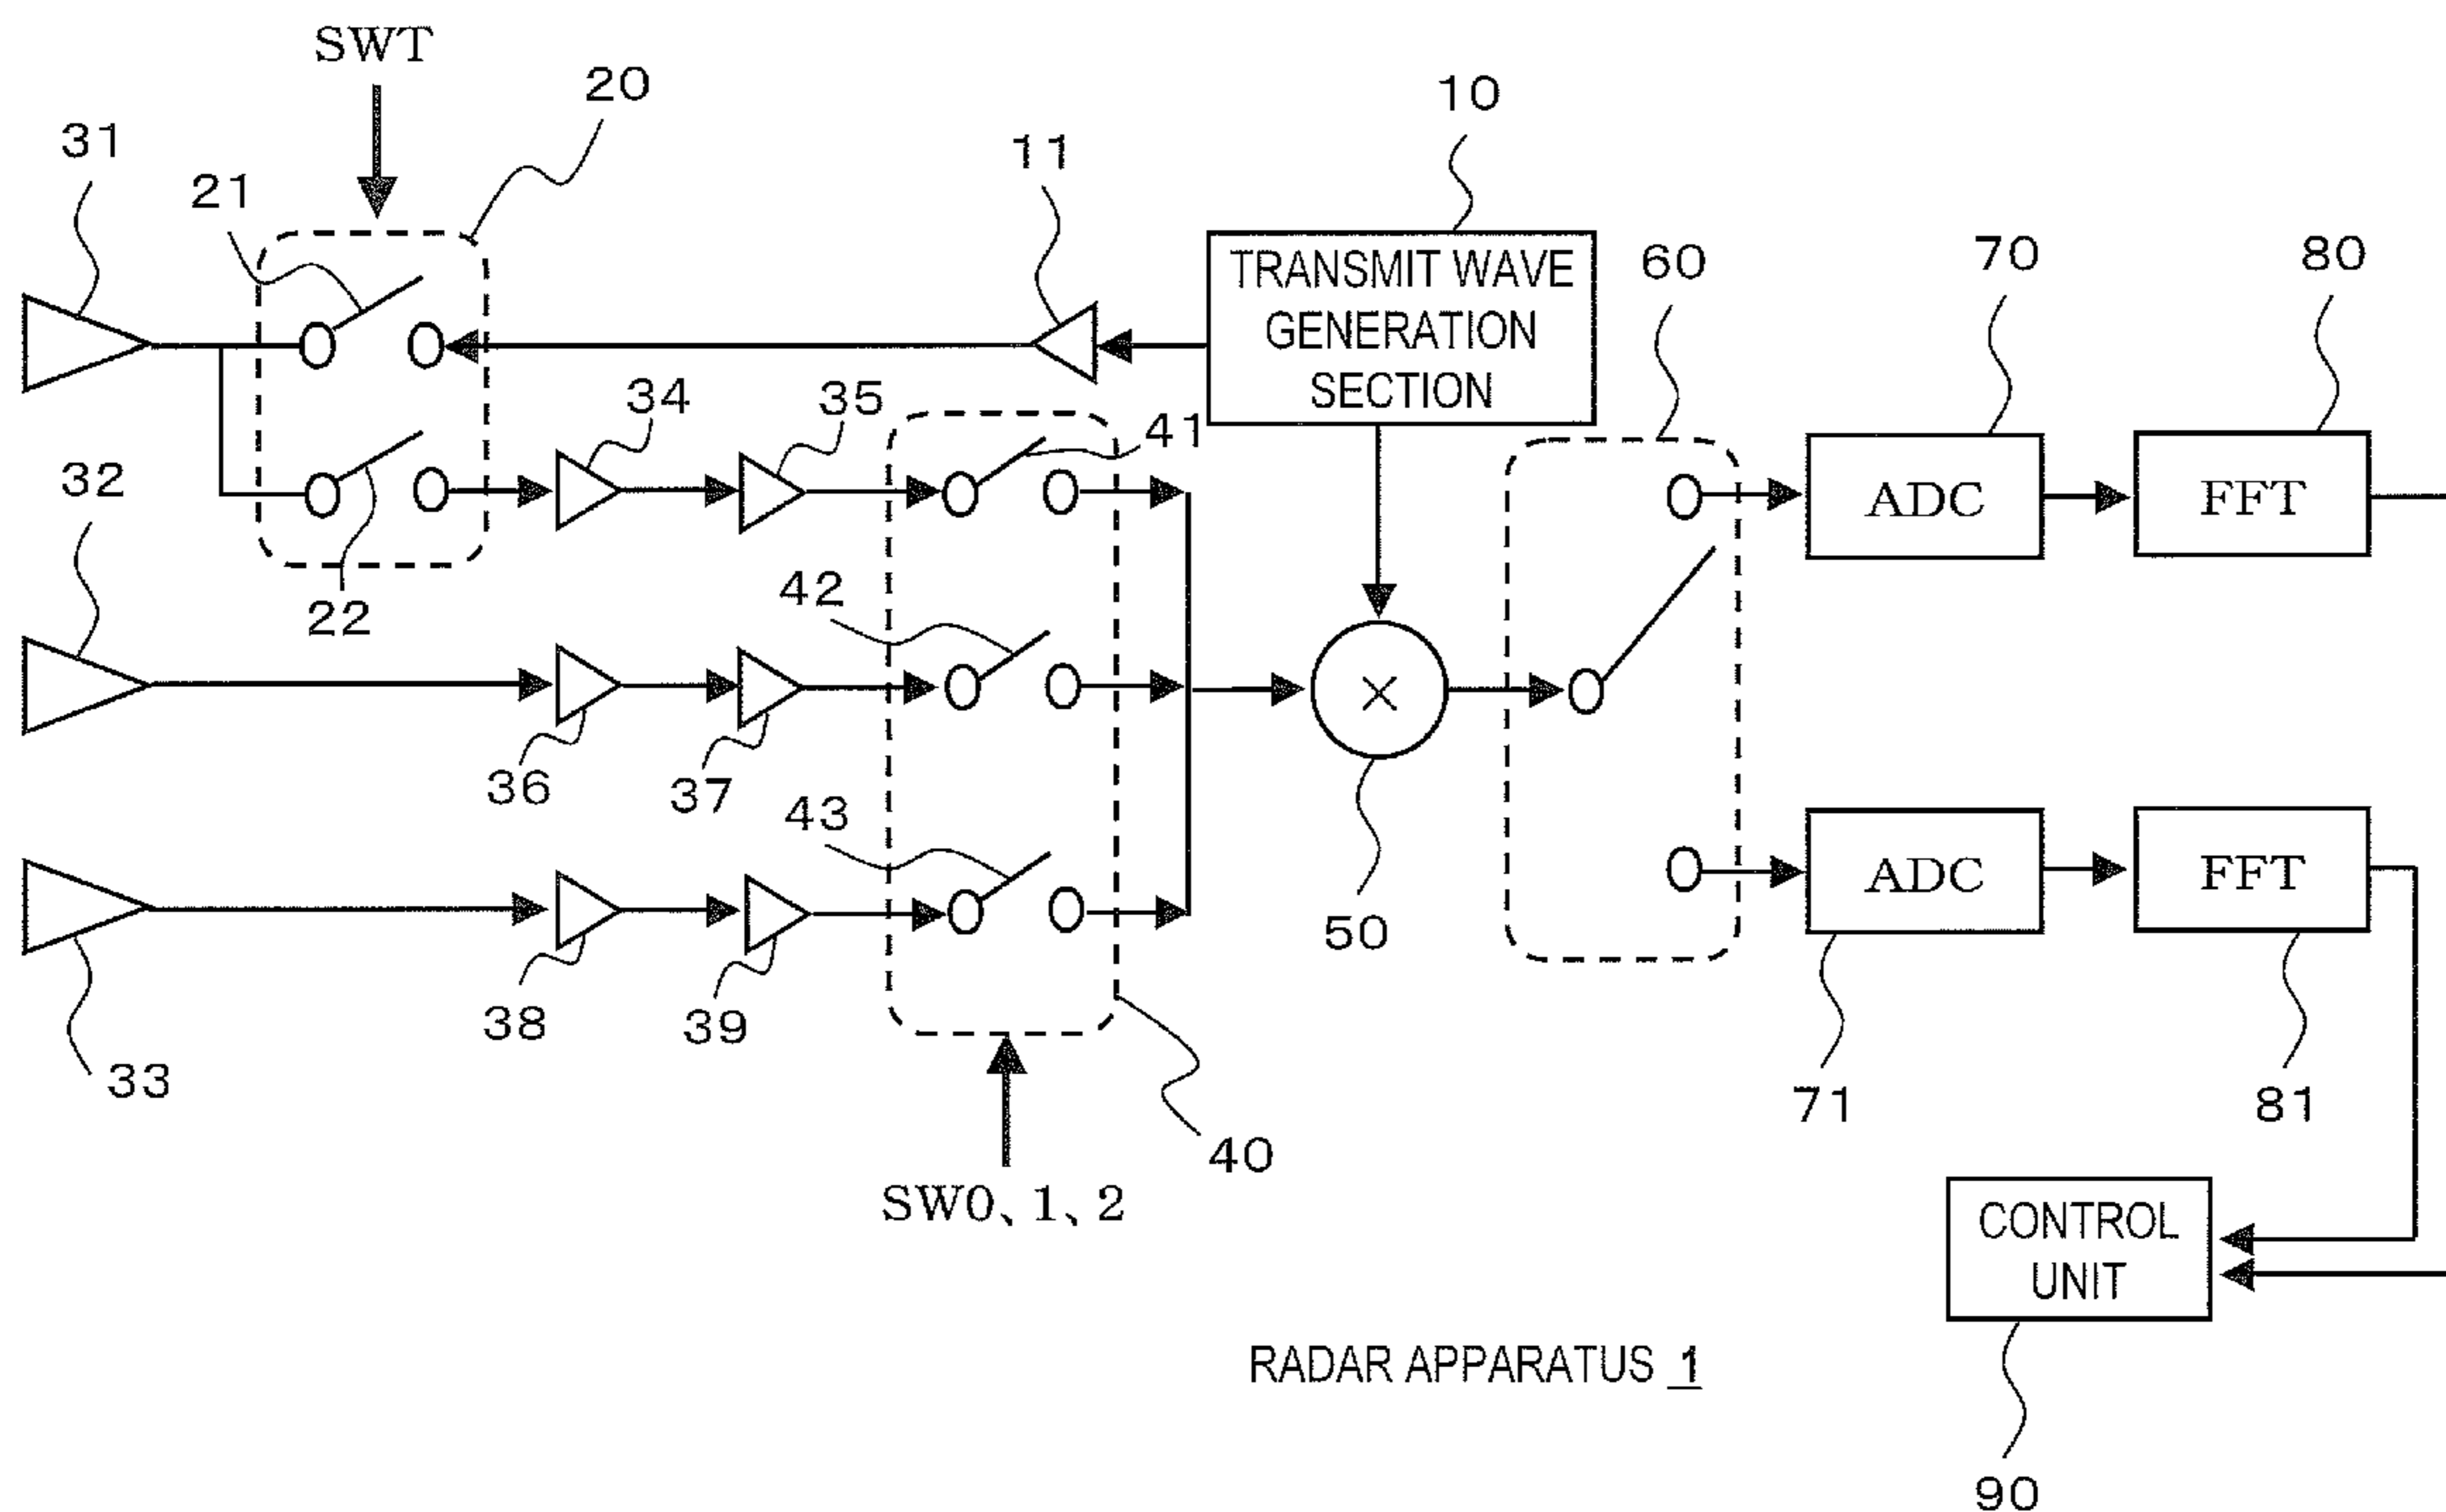 SWT
20
10
31
21
11
TRANSMIT WAVE
GENERATION
SECTION
60
70
80
34
35
41
32
22
42
ADC
FFT
36
37
43
×
50
ADC
FFT
33
38
39
40
71
81
SW0、1、2
CONTROL
UNIT
RADAR APPARATUS 1
90